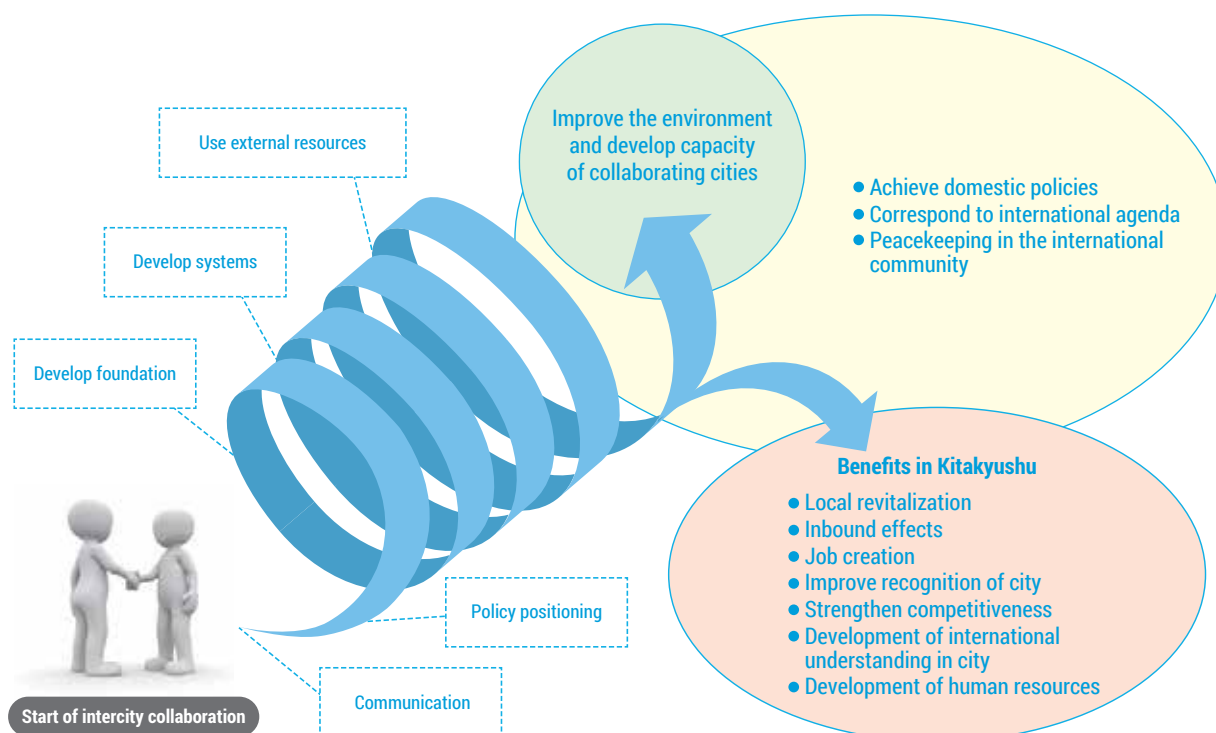 Use external resources
Develop systems
Develop foundation
Start of intercity collaboration
Communication
Policy positioning
Improve the environment
and develop capacity
of collaborating cities
● Achieve domestic policies
● Correspond to international agenda
● Peacekeeping in the international
community
Benefits in Kitakyushu
● Local revitalization
● Inbound effects
● Job creation
● Improve recognition of city
● Strengthen competitiveness
● Development of international
understanding in city
● Development of human resources